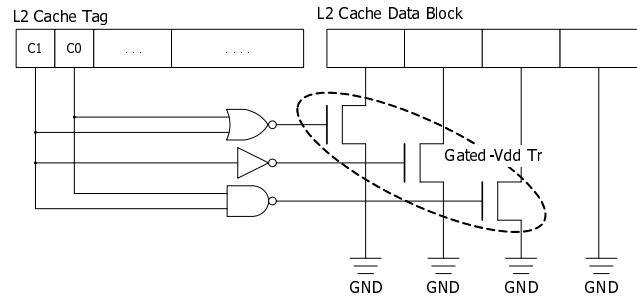 L2 Cache Tag
L2 Cache Data Block
C1 C0 . . . . . . .
Gated-Vdd Tr
GND GND GND GND